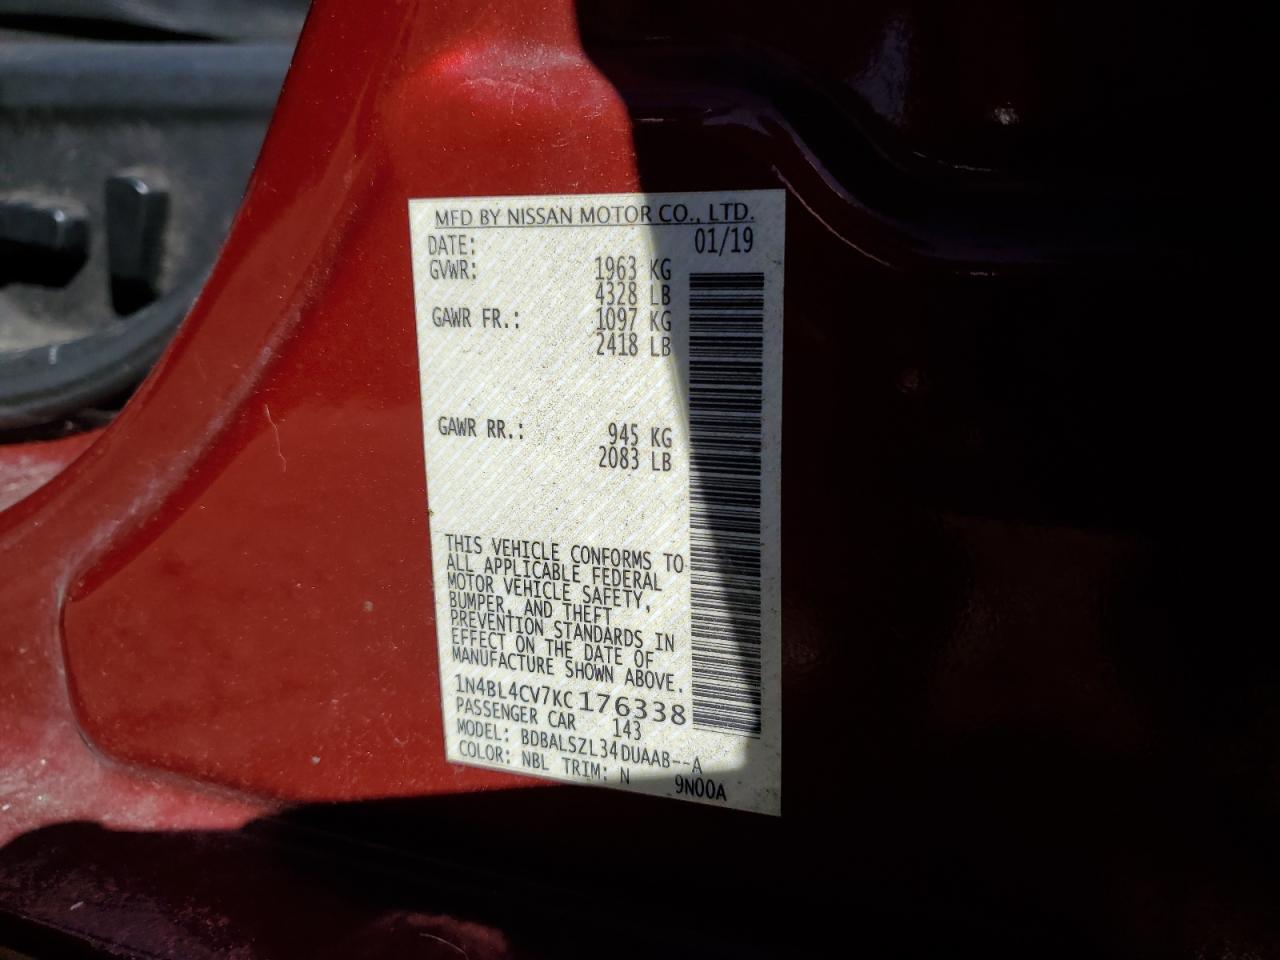 MFD BY NISSAN MOTOR CO., LTD.
DATE: 01/19
GVWR: 1963 KG
4328 LB
GAWR FR.: 1097 KG
2418 LB
GAWR RR.: 945 KG
2083 LB
THIS VEHICLE CONFORMS TO
ALL APPLICABLE FEDERAL
MOTOR VEHICLE SAFETY,
BUMPER, AND THEFT
PREVENTION STANDARDS IN
EFFECT ON THE DATE OF
MANUFACTURE SHOWN ABOVE.
1N4BL4CV7KC176338
PASSENGER CAR 143
MODEL: BDBALSZL34DUAAB--A
COLOR: NBL TRIM: N 9N00A